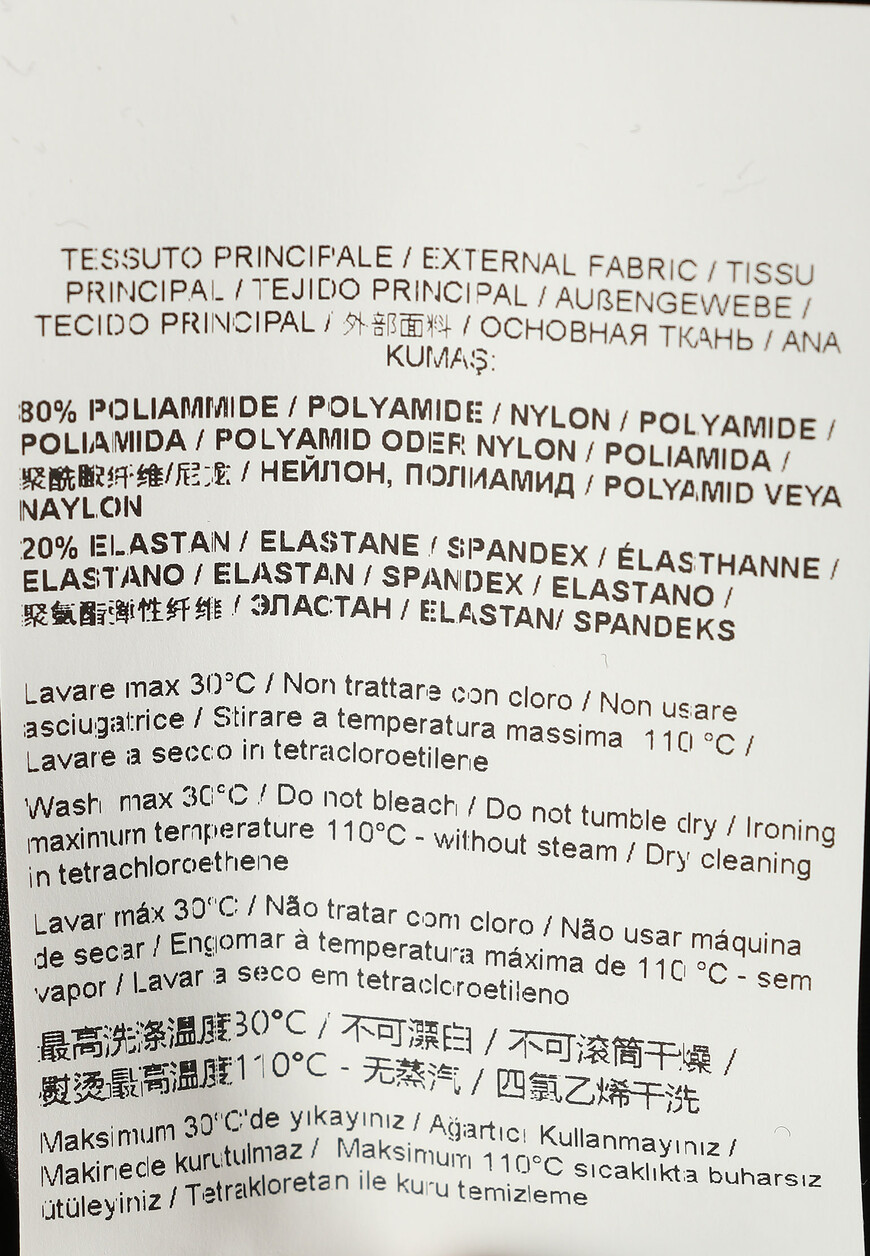 TESSUTO PRINCIPALE / EXTERNAL FABRIC / TISSU
PRINCIPAL / TEJIDO PRINCIPAL / AUßENGEWEBE /
TECIDO PRINCIPAL / 外部面料 / ОСНОВНАЯ ТКАНЬ / ANA
KUMAŞ:
80% POLIAMMIDE / POLYAMIDE / NYLON / POLYAMIDE /
POLIAMIDA / POLYAMID ODER NYLON / POLIAMIDA /
聚酰胺纤维/尼龙 / НЕЙЛОН, ПОЛИАМИД / POLYAMID VEYA
NAYLON
20% ELASTAN / ELASTANE / SPANDEX / ÉLASTHANNE /
ELASTANO / ELASTAN / SPANDEX / ELASTANO /
聚氨酯弹性纤维 / ЭЛАСТАН / ELASTAN/ SPANDEKS
Lavare max 30°C / Non trattare con cloro / Non usare
asciugatrice / Stirare a temperatura massima 110 °C /
Lavare a secco in tetracloroetilene
Wash max 30°C / Do not bleach / Do not tumble dry / Ironing
maximum temperature 110°C - without steam / Dry cleaning
in tetrachloroethene
Lavar máx 30°C / Não tratar com cloro / Não usar máquina
de secar / Engomar à temperatura máxima de 110 °C - sem
vapor / Lavar a seco em tetracloroetileno
最高洗涤温度30°C / 不可漂白 / 不可滚筒干燥 /
熨烫最高温度110°C - 无蒸汽 / 四氯乙烯干洗
Maksimum 30°C'de yıkayınız / Ağartıcı Kullanmayınız /
Makinede kurutulmaz / Maksimum 110°C sıcaklıkta buharsız
ütüleyiniz / Tetrakloretan ile kuru temizleme